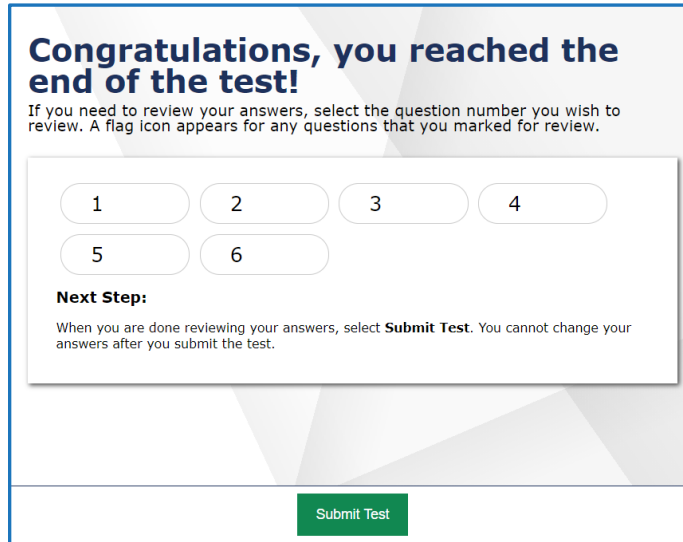 Congratulations, you reached the
end of the test!
If you need to review your answers, select the question number you wish to
review. A flag icon appears for any questions that you marked for review.
1 2 3 4
5 6
Next Step:
When you are done reviewing your answers, select Submit Test. You cannot change your
answers after you submit the test.
Submit Test